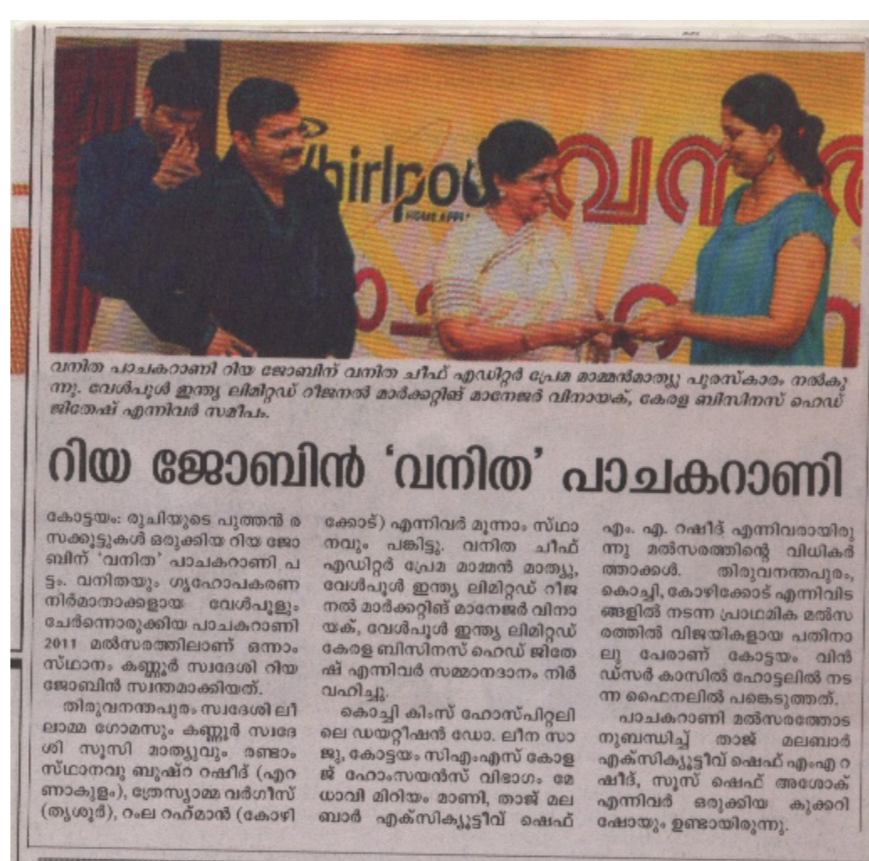 hirlpoo
HOME APPL
വനിത
വനിത പാചകറാണി റിയ ജോബിന് വനിത ചീഫ് എഡിറ്റർ പ്രേമ മാമ്മൻമാത്യു പുരസ്കാരം നൽകു
ന്നു. വേൾപൂൾ ഇന്ത്യ ലിമിറ്റഡ് റീജനൽ മാർക്കറ്റിങ് മാനേജർ വിനായക്, കേരള ബിസിനസ് ഹെഡ്
ജിതേഷ് എന്നിവർ സമീപം.
റിയ ജോബിൻ ‘വനിത’ പാചകറാണി
കോട്ടയം: രുചിയുടെ പുത്തൻ ര
സക്കൂട്ടുകൾ ഒരുക്കിയ റിയ ജോ
ബിന് ‘വനിത’ പാചകറാണി പ
ട്ടം. വനിതയും ഗൃഹോപകരണ
നിർമാതാക്കളായ വേൾപൂളും
ചേർന്നൊരുക്കിയ പാചകറാണി
2011 മൽസരത്തിലാണ് ഒന്നാം
സ്ഥാനം കണ്ണൂർ സ്വദേശി റിയ
ജോബിൻ സ്വന്തമാക്കിയത്.
തിരുവനന്തപുരം സ്വദേശി ലീ
ലാമ്മ ഗോമസും കണ്ണൂർ സ്വദേ
ശി സൂസി മാത്യുവും രണ്ടാം
സ്ഥാനവു ബുഷ്റ റഷീദ് (എറ
ണാകുളം), ത്രേസ്യാമ്മ വർഗീസ്
(തൃശൂർ), റംല റഹ്മാൻ (കോഴി
ക്കോട്) എന്നിവർ മൂന്നാം സ്ഥാ
നവും പങ്കിട്ടു. വനിത ചീഫ്
എഡിറ്റർ പ്രേമ മാമ്മൻ മാത്യു,
വേൾപൂൾ ഇന്ത്യ ലിമിറ്റഡ് റീജ
നൽ മാർക്കറ്റിങ് മാനേജർ വിനാ
യക്, വേൾപൂൾ ഇന്ത്യ ലിമിറ്റഡ്
കേരള ബിസിനസ് ഹെഡ് ജിതേ
ഷ് എന്നിവർ സമ്മാനദാനം നിർ
വഹിച്ചു.
കൊച്ചി കിംസ് ഹോസ്പിറ്റലി
ലെ ഡയറ്റീഷൻ ഡോ. ലീന സാ
ജു, കോട്ടയം സിഎംഎസ് കോള
ജ് ഹോംസയൻസ് വിഭാഗം മേ
ധാവി മിറിയം മാണി, താജ് മല
ബാർ എക്സിക്യൂട്ടീവ് ഷെഫ്
എം. എ. റഷീദ് എന്നിവരായിരു
ന്നു മൽസരത്തിന്റെ വിധികർ
ത്താക്കൾ. തിരുവനന്തപുരം,
കൊച്ചി, കോഴിക്കോട് എന്നിവിട
ങ്ങളിൽ നടന്ന പ്രാഥമിക മൽസ
രത്തിൽ വിജയികളായ പതിനാ
ലു പേരാണ് കോട്ടയം വിൻ
ഡ്സർ കാസിൽ ഹോട്ടലിൽ നട
ന്ന ഫൈനലിൽ പങ്കെടുത്തത്.
പാചകറാണി മൽസരത്തോട
നുബന്ധിച്ച് താജ് മലബാർ
എക്സിക്യൂട്ടീവ് ഷെഫ് എംഎ റ
ഷീദ്, സൂസ് ഷെഫ് അശോക്
എന്നിവർ ഒരുക്കിയ കുക്കറി
ഷോയും ഉണ്ടായിരുന്നു.